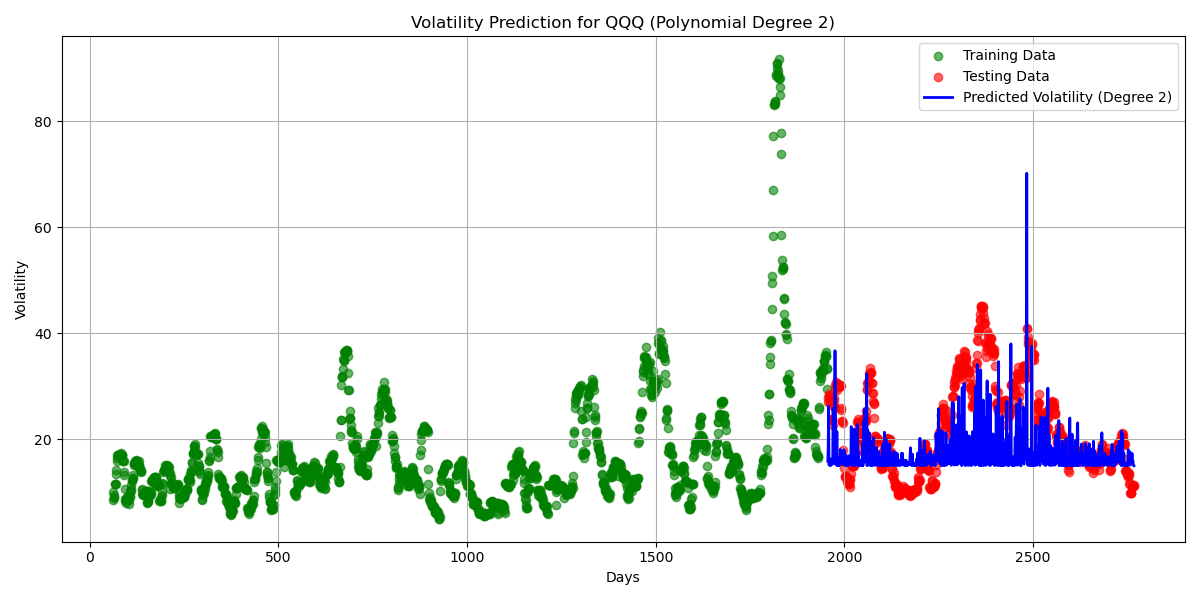 Volatility Prediction for QQQ (Polynomial Degree 2)
Training Data
Testing Data
Predicted Volatility (Degree 2)
Volatility
80
60
40
20
0 500 1000 1500 2000 2500
Days